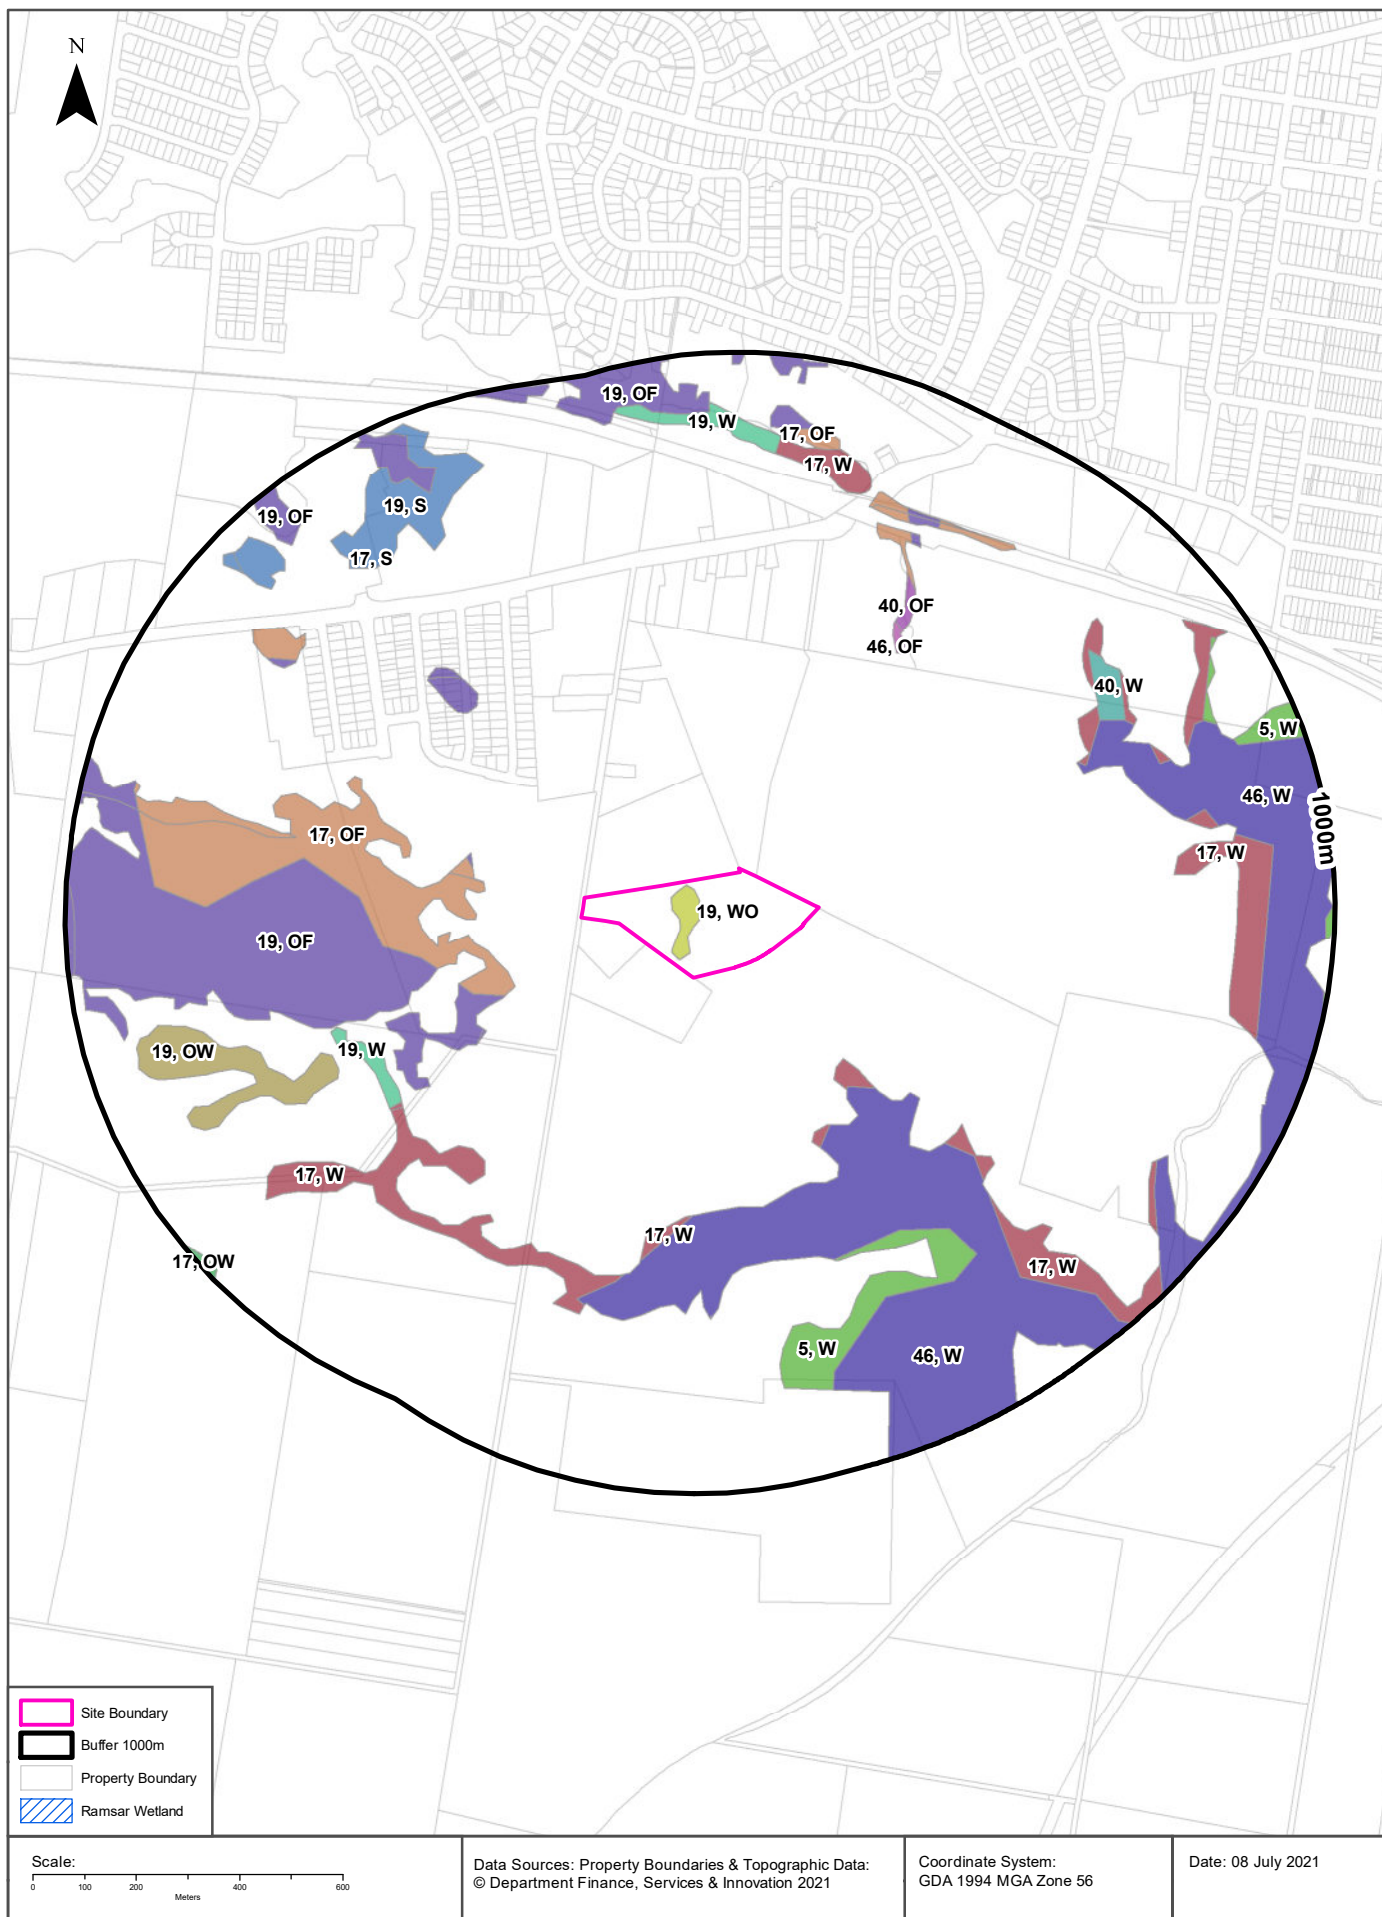 N
19, OF
19, W
17, OF
17, W
19, S
19, OF
17, S
40, OF
46, OF
40, W
5, W
46, W
1000m
17, OF
17, W
19, WO
19, OF
19, W
19, OW
17, W
17, W
17, OW
17, W
5, W
46, W
Site Boundary
Buffer 1000m
Property Boundary
Ramsar Wetland
Scale:
0 100 200 400 600
Meters
Data Sources: Property Boundaries & Topographic Data:
© Department Finance, Services & Innovation 2021
Coordinate System:
GDA 1994 MGA Zone 56
Date: 08 July 2021